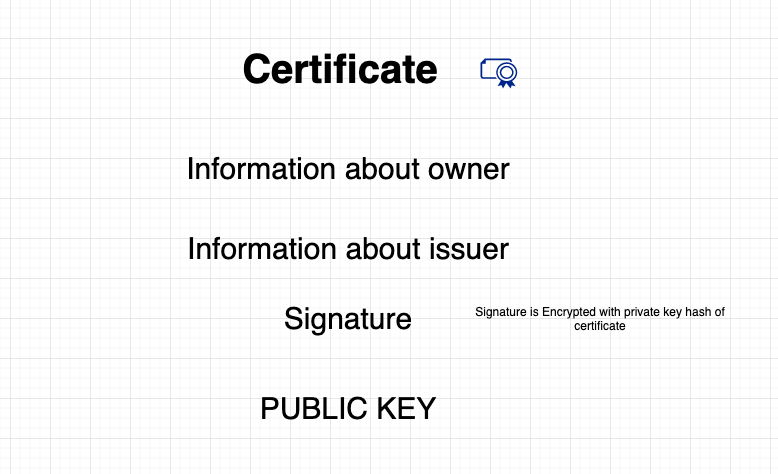 Certificate
Information about owner
Information about issuer
Signature
Signature is Encrypted with private key hash of
certificate
PUBLIC KEY